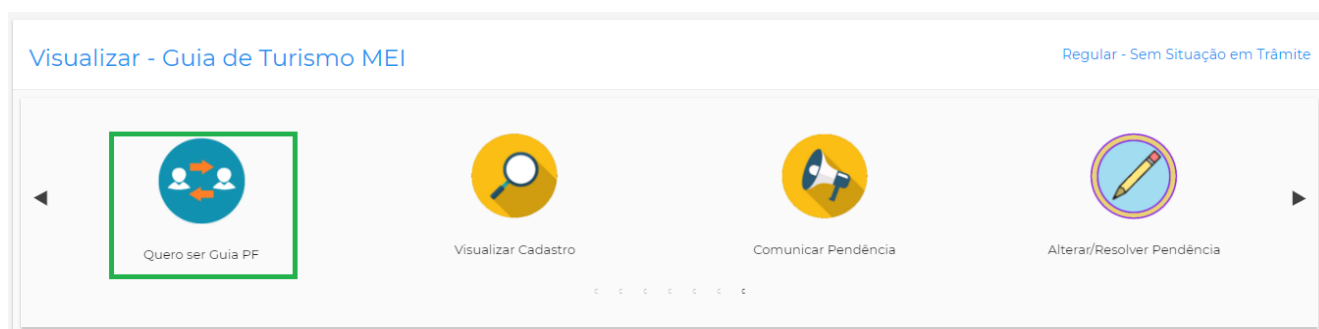 Visualizar - Guia de Turismo MEI
Regular - Sem Situação em Trâmite
Quero ser Guia PF
Visualizar Cadastro
Comunicar Pendência
Alterar/Resolver Pendência